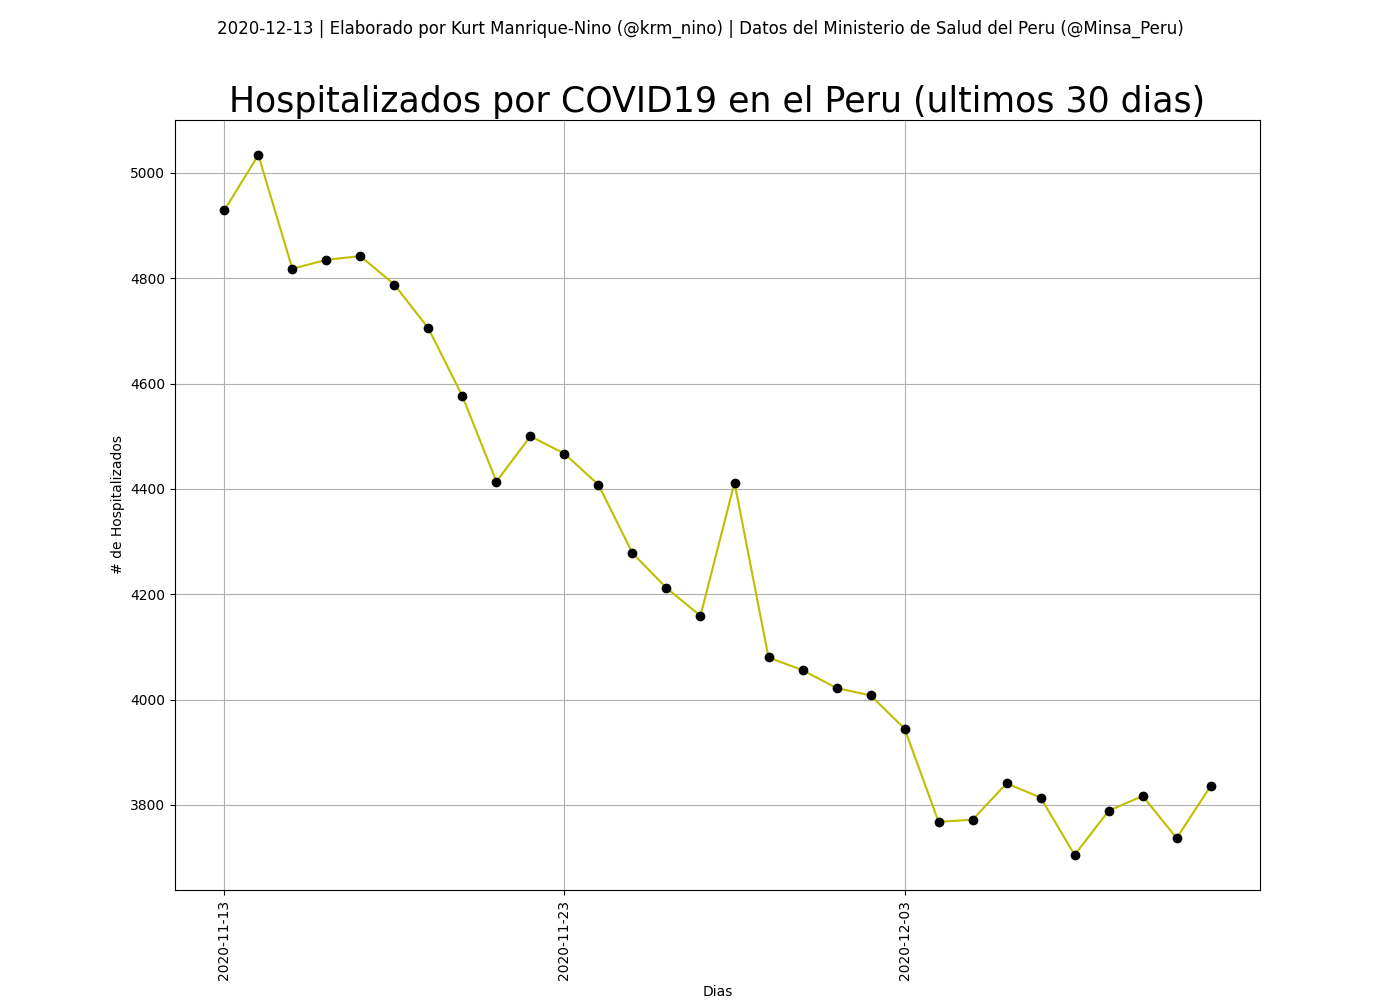 2020-12-13 | Elaborado por Kurt Manrique-Nino (@krm_nino) | Datos del Ministerio de Salud del Peru (@Minsa_Peru)
Hospitalizados por COVID19 en el Peru (ultimos 30 dias)
5000
4800
4600
4400
4200
4000
3800
# de Hospitalizados
2020-11-13
2020-11-23
2020-12-03
Dias